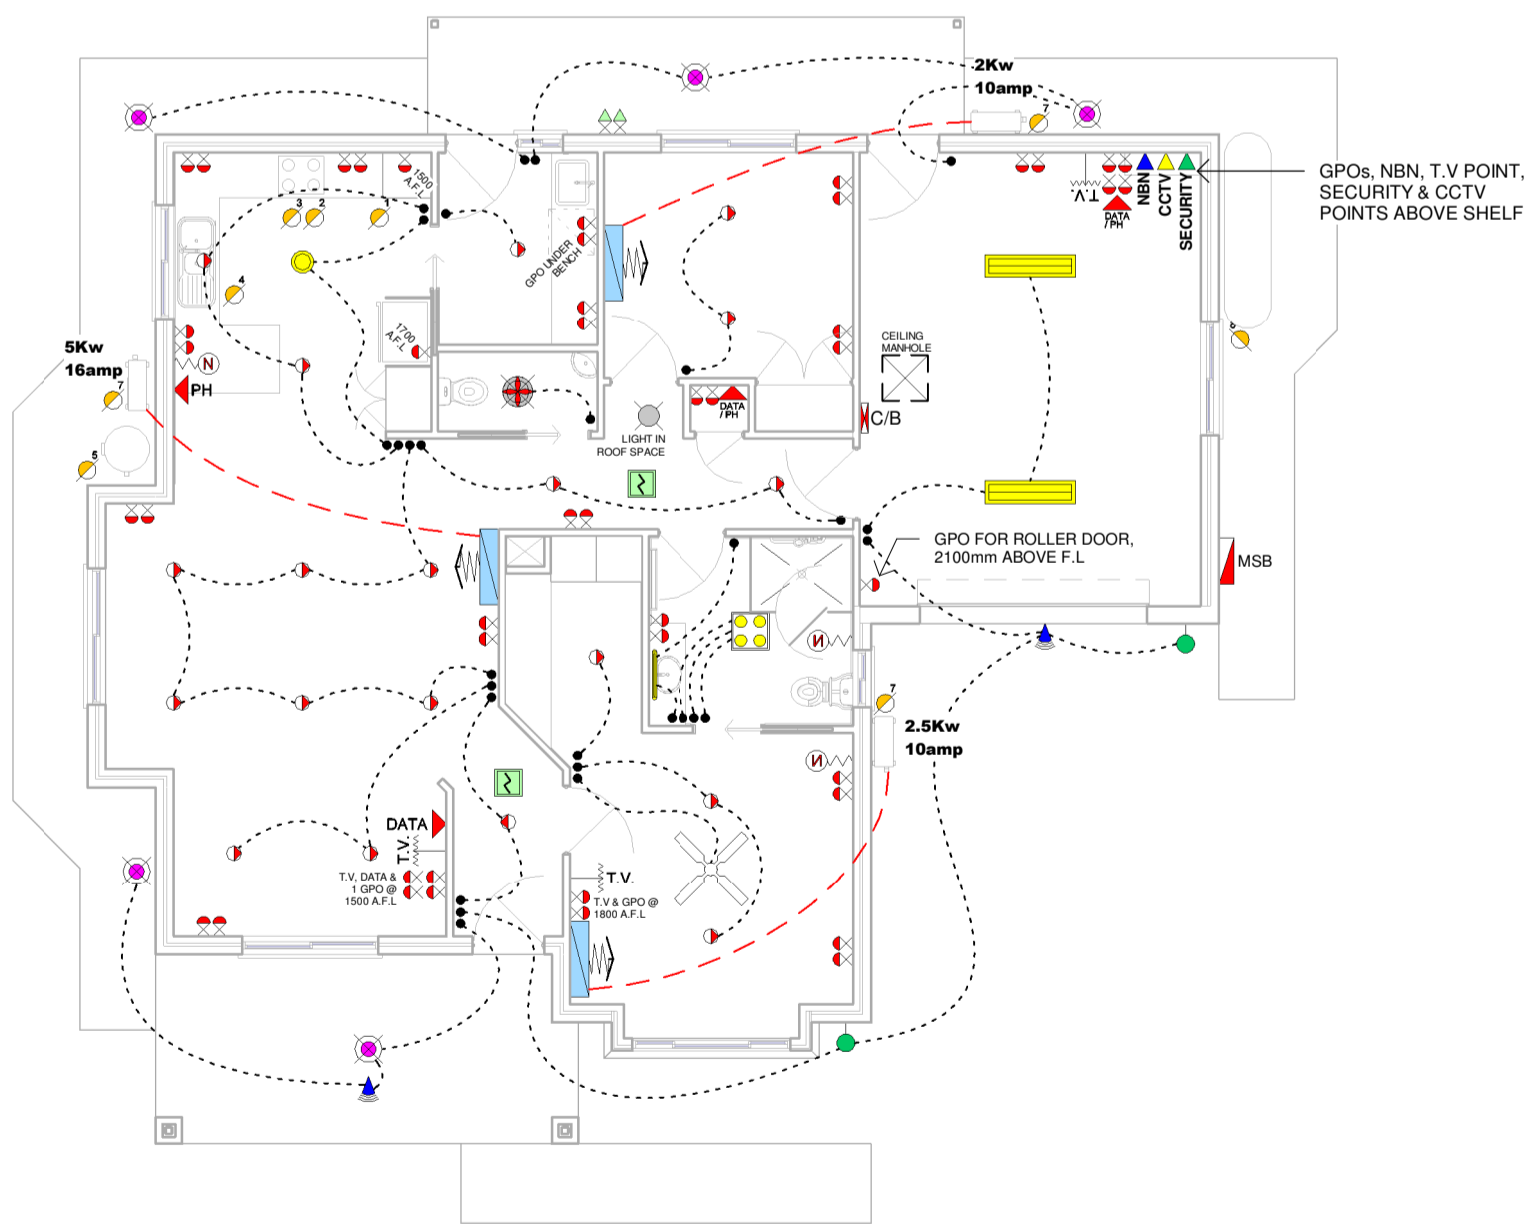 2Kw
10amp
7
GPOs, NBN, T.V POINT,
SECURITY & CCTV
POINTS ABOVE SHELF
NBN
CCTV
SECURITY
T.V.
DATA
/PH
1500
A.F.L
3
2
1
GPO UNDER
BENCH
4
1700
A.F.L
5Kw
16amp
7
N
PH
5
CEILING
MANHOLE
C/B
DATA
/PH
LIGHT IN
ROOF SPACE
GPO FOR ROLLER DOOR,
2100mm ABOVE F.L
MSB
N
7
2.5Kw
10amp
N
DATA
T.V.
T.V, DATA &
1 GPO @
1500 A.F.L
T.V.
T.V & GPO @
1800 A.F.L